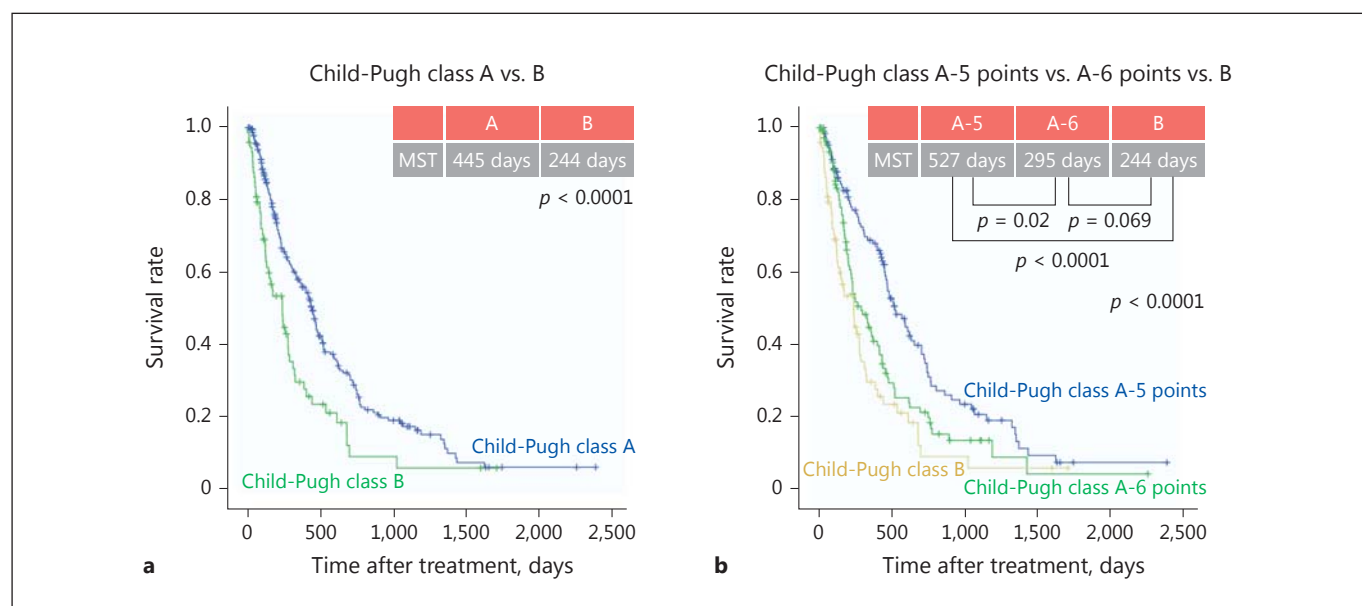 Child-Pugh class A vs. B
A B
MST 445 days 244 days
p < 0.0001
1.0
0.8
0.6
0.4
0.2
0
Survival rate
Child-Pugh class A
Child-Pugh class B
0 500 1,000 1,500 2,000 2,500
Time after treatment, days
a
Child-Pugh class A-5 points vs. A-6 points vs. B
A-5 A-6 B
MST 527 days 295 days 244 days
p = 0.02 p = 0.069
p < 0.0001
p < 0.0001
1.0
0.8
0.6
0.4
0.2
0
Survival rate
Child-Pugh class A-5 points
Child-Pugh class B
Child-Pugh class A-6 points
0 500 1,000 1,500 2,000 2,500
Time after treatment, days
b